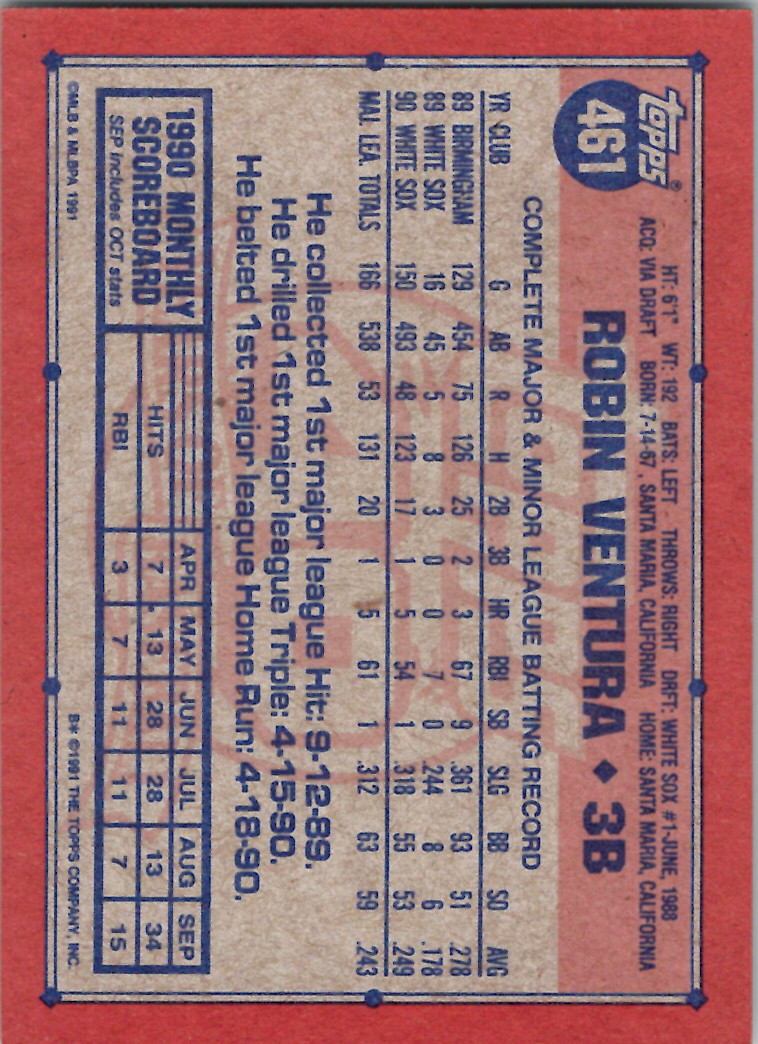 Topps®
461
HT: 6'1" WT: 192 BATS: LEFT THROWS: RIGHT DRFT: WHITE SOX #1-JUNE, 1988
ACQ: VIA DRAFT BORN: 7-14-67, SANTA MARIA, CALIFORNIA HOME: SANTA MARIA, CALIFORNIA
ROBIN VENTURA ◆ 3B
COMPLETE MAJOR & MINOR LEAGUE BATTING RECORD
YR CLUB G AB R H 2B 3B HR RBI SB SLG BB SO AVG
89 BIRMINGHAM 129 454 75 126 25 2 3 67 9 .361 93 51 .278
89 WHITE SOX 16 45 5 8 3 0 0 7 0 .244 8 6 .178
90 WHITE SOX 150 493 48 123 17 1 5 54 1 .318 55 53 .249
MAJ. LEA. TOTALS 166 538 53 131 20 1 5 61 1 .312 63 59 .243
He collected 1st major league Hit: 9-12-89.
He drilled 1st major league Triple: 4-15-90.
He belted 1st major league Home Run: 4-18-90.
1990 MONTHLY
SCOREBOARD
SEP includes OCT stats
APR MAY JUN JUL AUG SEP
HITS 7 13 28 28 13 34
RBI 3 7 11 11 7 15
©MLB & MLBPA 1991
B* ©1991 THE TOPPS COMPANY, INC.